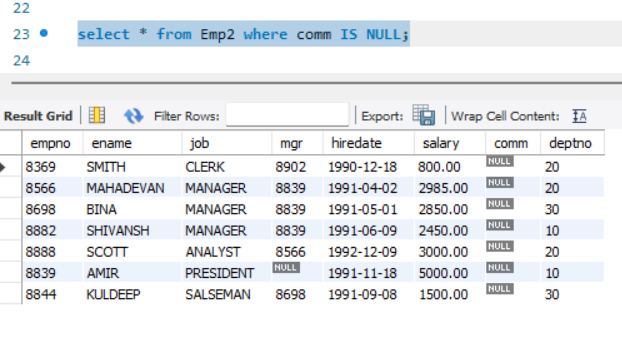 22
23 select * from Emp2 where comm IS NULL;
24
Result Grid Filter Rows: Export: Wrap Cell Content: IA
empno ename job mgr hiredate salary comm deptno
8369 SMITH CLERK 8902 1990-12-18 800.00 NULL 20
8566 MAHADEVAN MANAGER 8839 1991-04-02 2985.00 NULL 20
8698 BINA MANAGER 8839 1991-05-01 2850.00 NULL 30
8882 SHIVANSH MANAGER 8839 1991-06-09 2450.00 NULL 10
8888 SCOTT ANALYST 8566 1992-12-09 3000.00 NULL 20
8839 AMIR PRESIDENT NULL 1991-11-18 5000.00 NULL 10
8844 KULDEEP SALSEMAN 8698 1991-09-08 1500.00 NULL 30